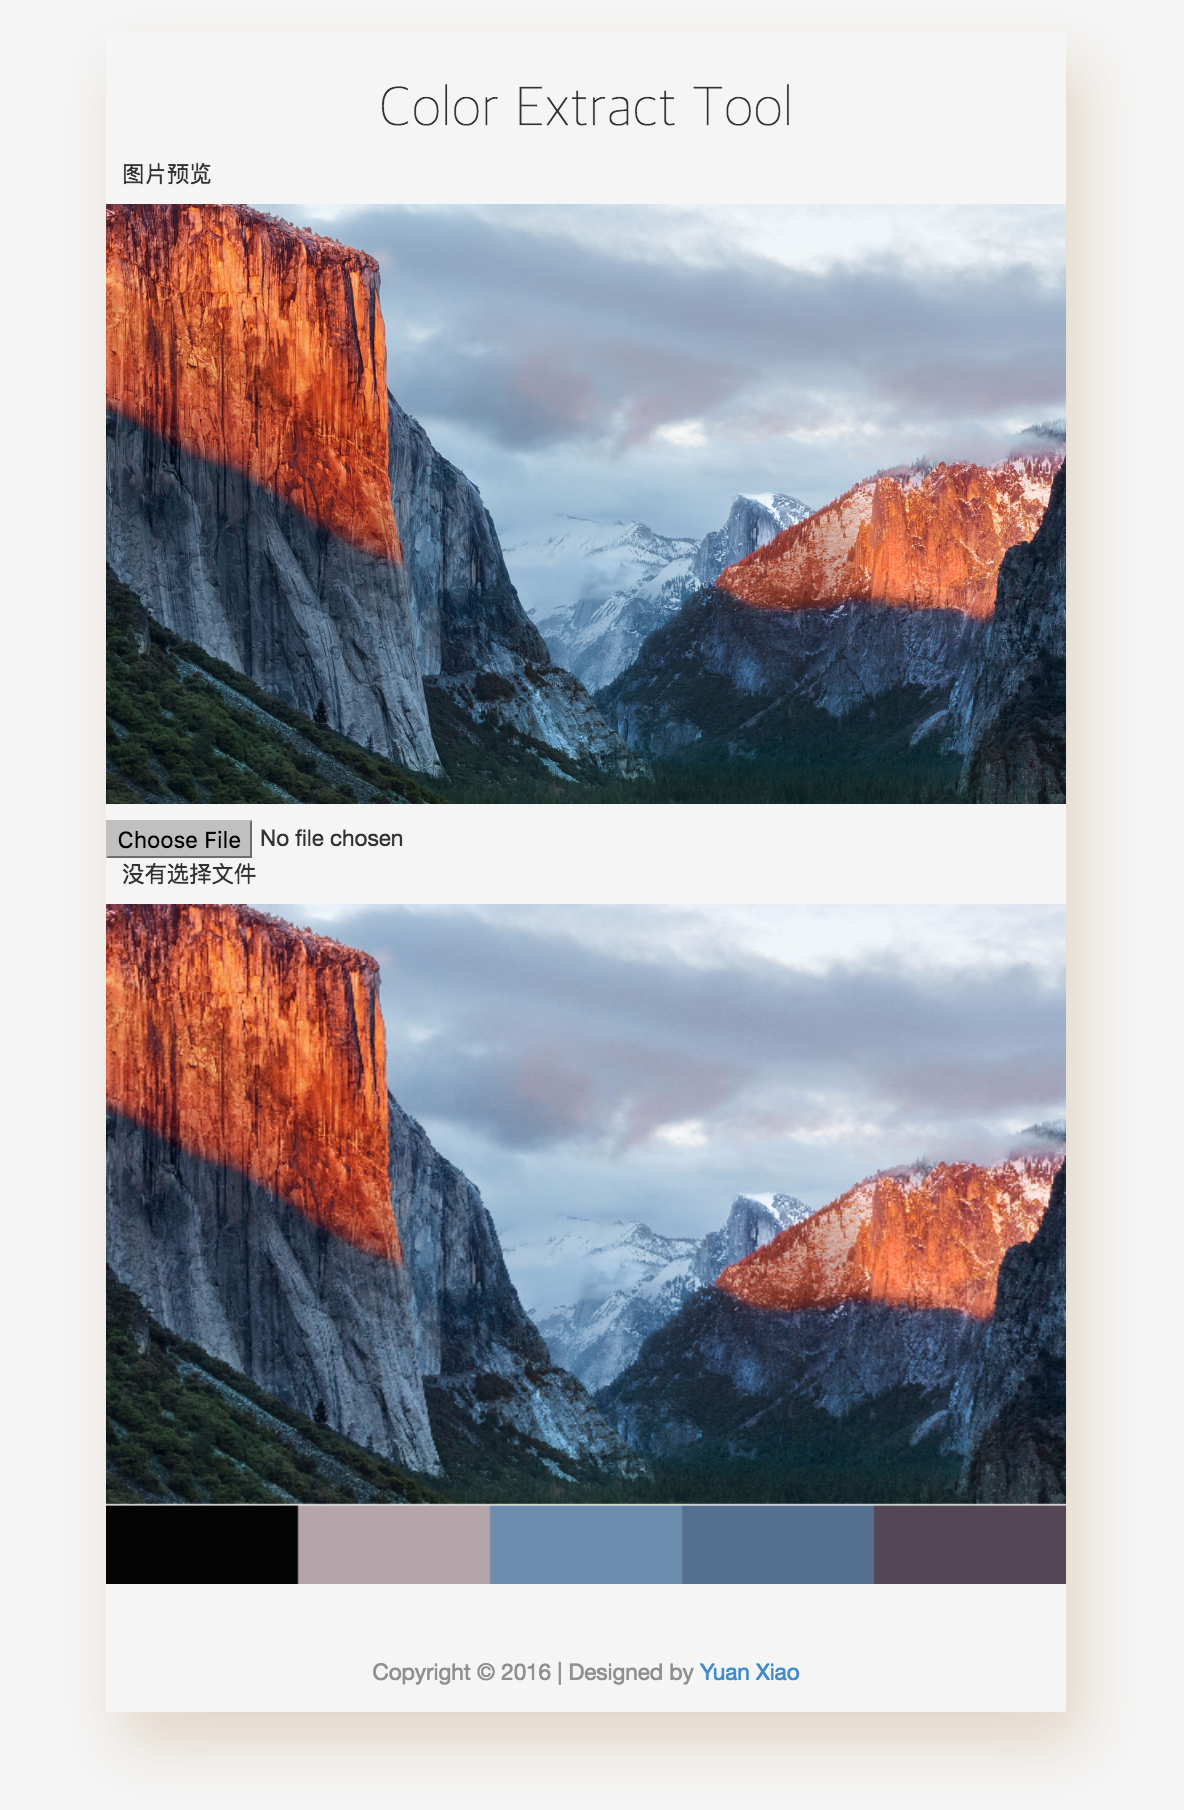 Color Extract Tool
图片预览
Choose File No file chosen
没有选择文件
Copyright © 2016 | Designed by Yuan Xiao